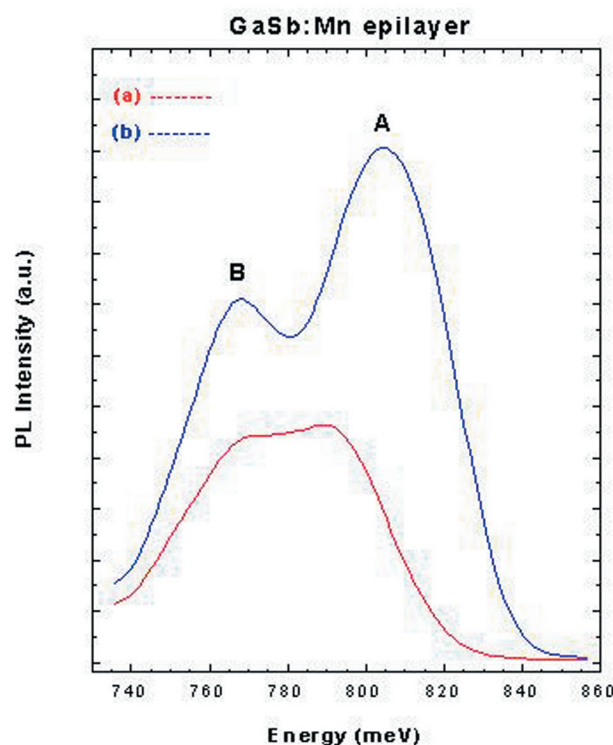 GaSb:Mn epilayer
(a)
(b)
A
B
PL Intensity (a.u.)
740 760 780 800 820 840 860
Energy (meV)